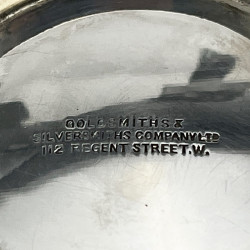 GOLDSMITHS &
SILVERSMITHS COMPANY LTD
112 REGENT STREET. W.